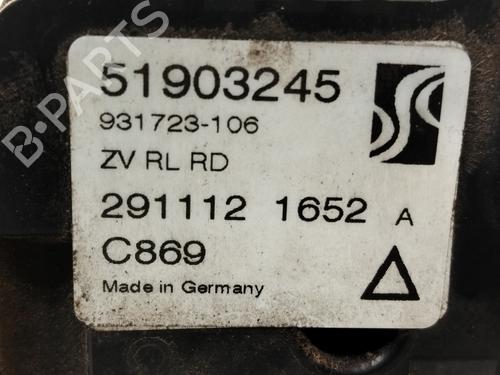 51903245
931723-106
ZV RL RD
291112 1652 A
C869
Made in Germany
B-PARTS